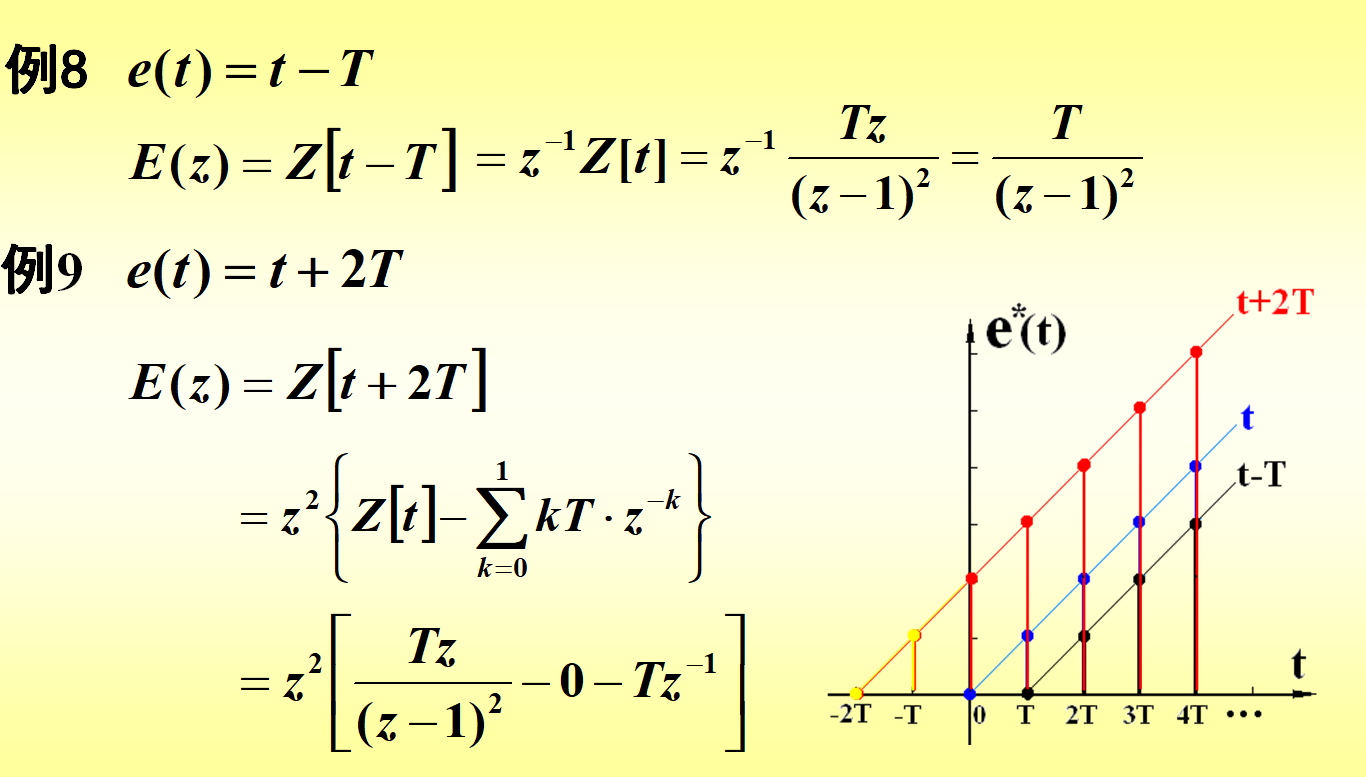 例8 e(t) = t − T
E(z) = Z[t − T] = z⁻¹Z[t] = z⁻¹ Tz/(z − 1)² = T/(z − 1)²
例9 e(t) = t + 2T
E(z) = Z[t + 2T]
= z²{Z[t] − ∑_{k=0}^{1} kT · z⁻ᵏ}
= z²[Tz/(z − 1)² − 0 − Tz⁻¹]
e*(t)
t+2T
t
t-T
t
-2T -T 0 T 2T 3T 4T ···